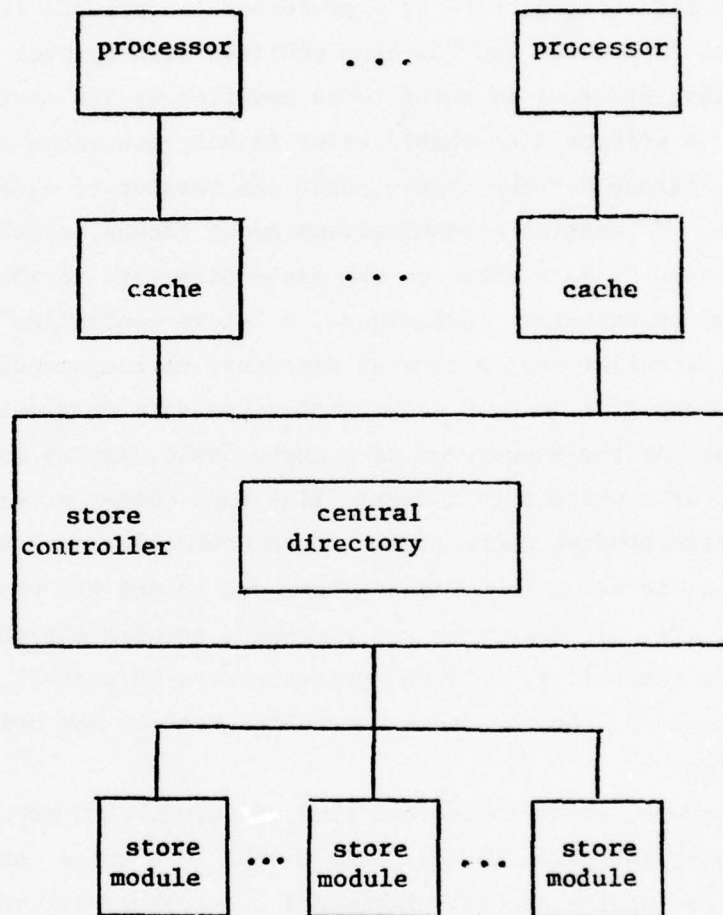 processor ... processor
cache ... cache
store
controller
central
directory
store
module ... store
module ... store
module